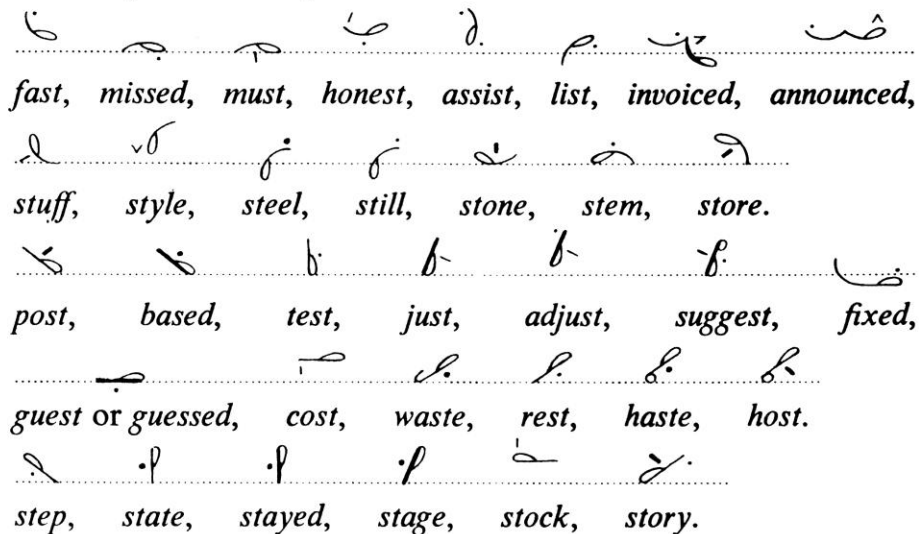 fast, missed, must, honest, assist, list, invoiced, announced,
stuff, style, steel, still, stone, stem, store.
post, based, test, just, adjust, suggest, fixed,
guest or guessed, cost, waste, rest, haste, host.
step, state, stayed, stage, stock, story.